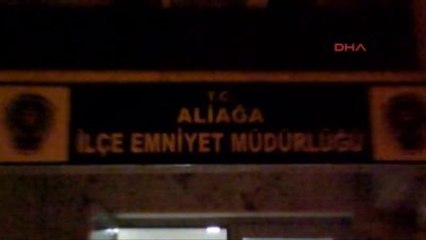 DHA
T.C.
ALİAĞA
İLÇE EMNİYET MÜDÜRLÜĞÜ